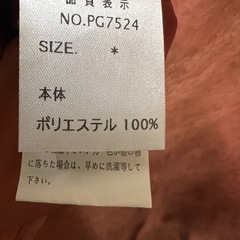 品質表示
NO.PG7524
SIZE. *
本体
ポリエステル 100%
に落ちた場合は、早めに洗濯等して
下さい。